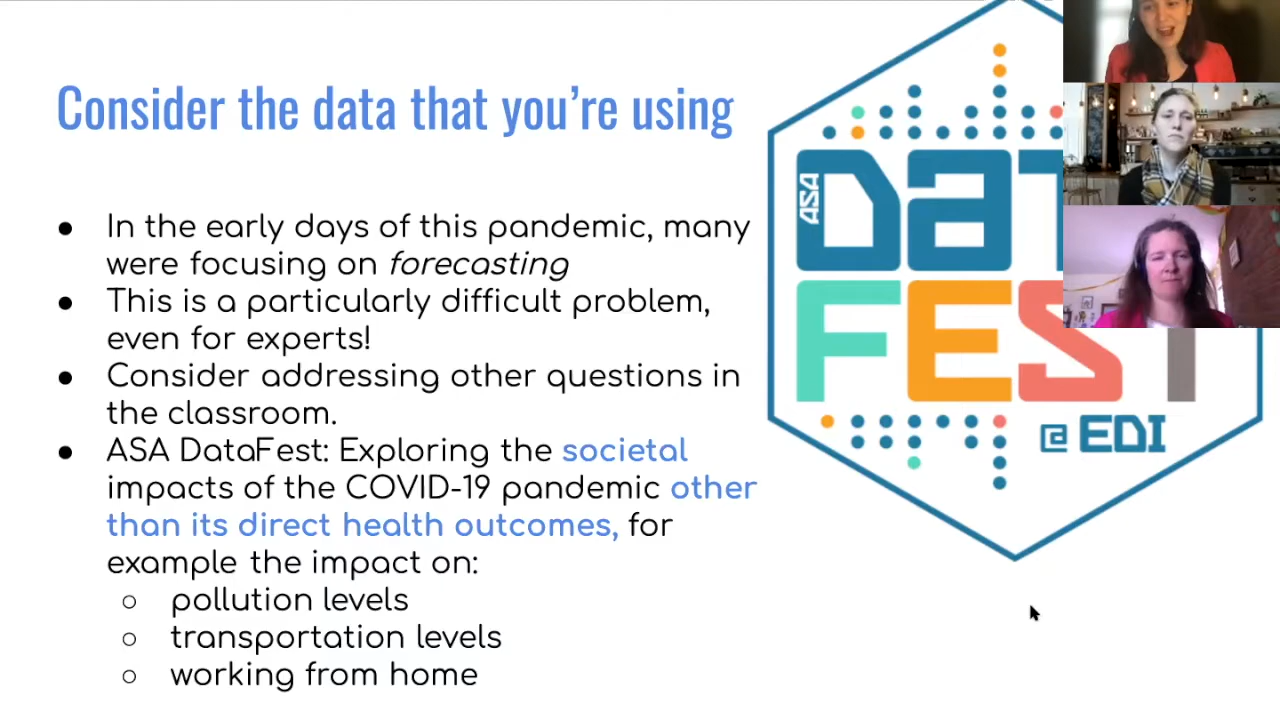 Consider the data that you're using
● In the early days of this pandemic, many
were focusing on forecasting
● This is a particularly difficult problem,
even for experts!
● Consider addressing other questions in
the classroom.
● ASA DataFest: Exploring the societal
impacts of the COVID-19 pandemic other
than its direct health outcomes, for
example the impact on:
○ pollution levels
○ transportation levels
○ working from home
ASA
DaT
FEST
@ EDI